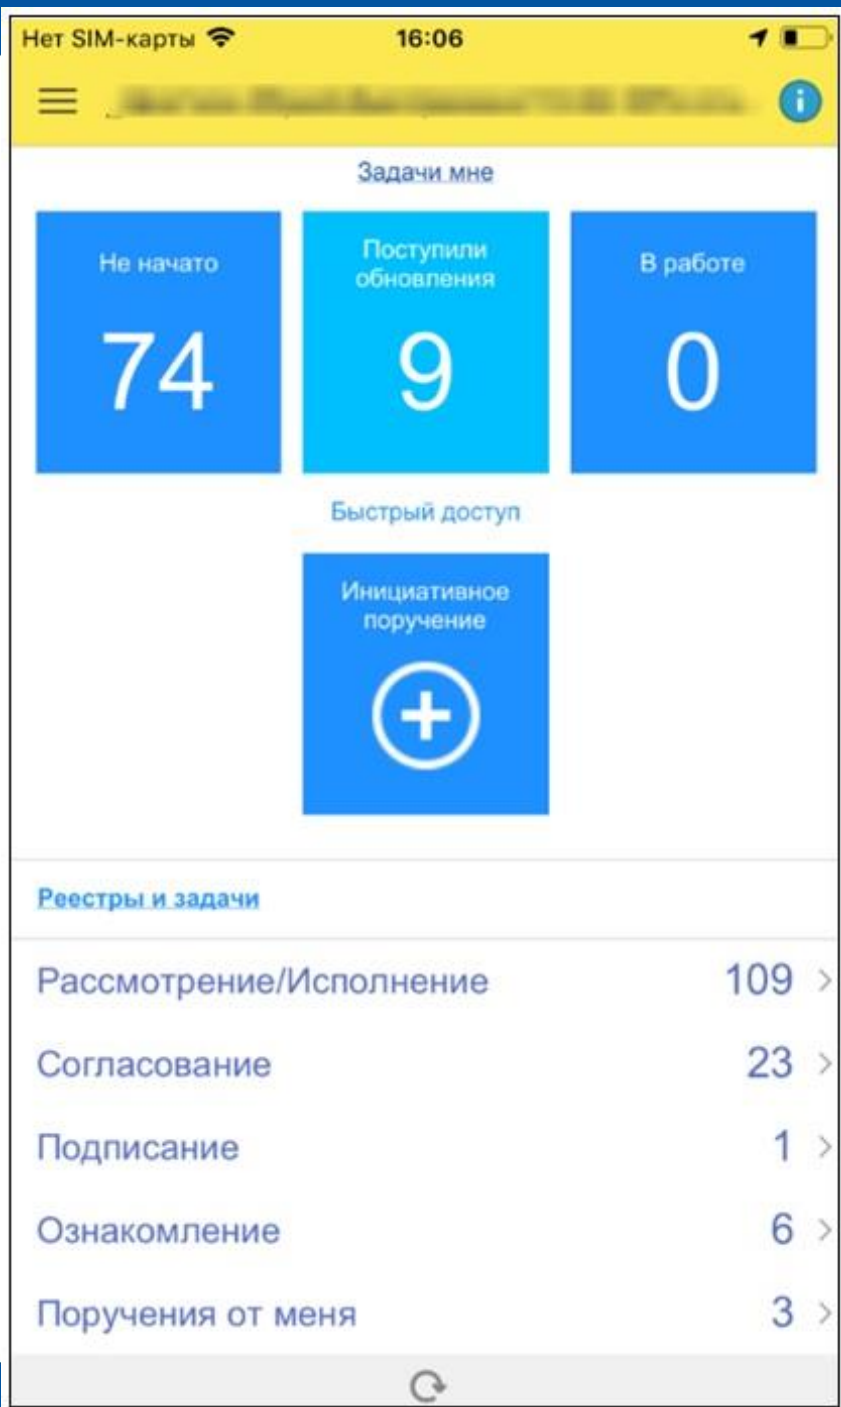 Нет SIM-карты 16:06
Задачи мне
Не начато
74
Поступили
обновления
9
В работе
0
Быстрый доступ
Инициативное
поручение
Реестры и задачи
Рассмотрение/Исполнение 109
Согласование 23
Подписание 1
Ознакомление 6
Поручения от меня 3